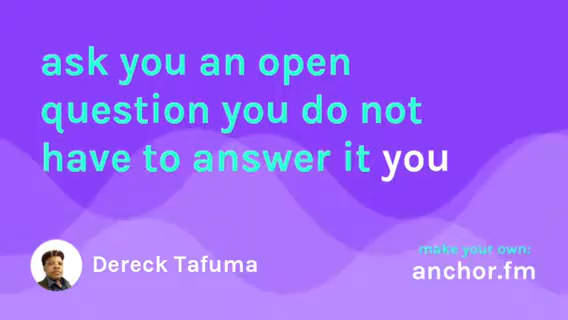 ask you an open
question you do not
have to answer it you
Dereck Tafuma
make your own:
anchor.fm